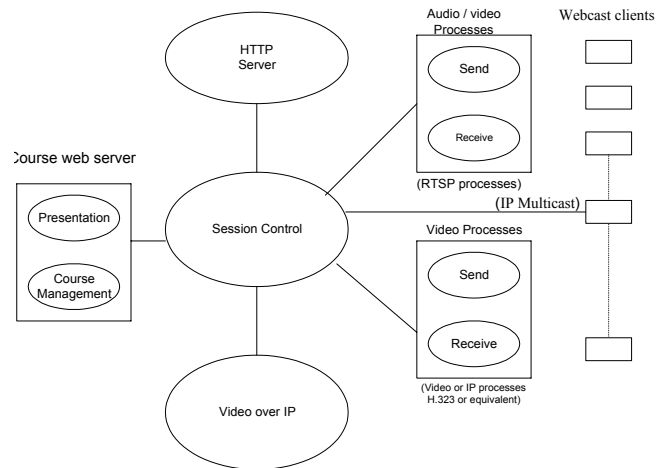 Audio / video
Processes
Webcast clients
HTTP
Server
Send
Receive
Course web server
(RTSP processes)
(IP Multicast)
Presentation
Session Control
Video Processes
Course
Management
Send
Receive
(Video or IP processes
H.323 or equivalent)
Video over IP